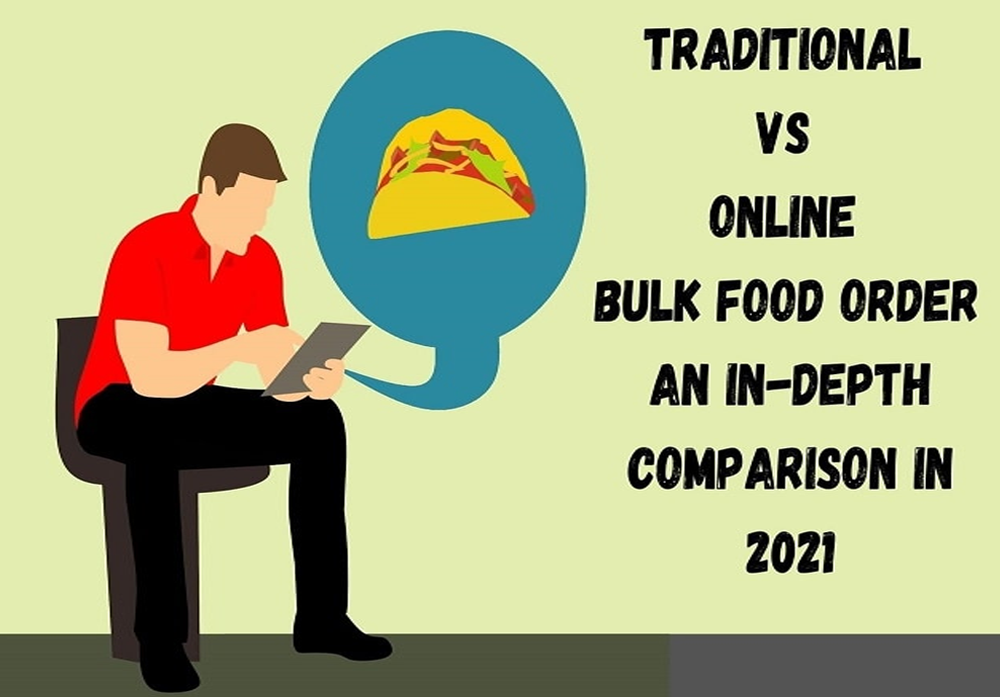 TRADITIONAL
VS
ONLINE
BULK FOOD ORDER
AN IN-DEPTH
COMPARISON IN
2021